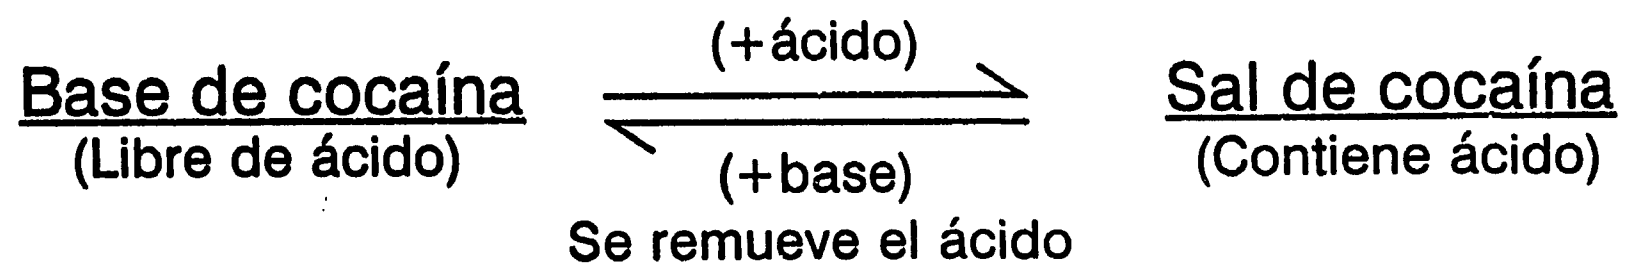 (+ácido)
Base de cocaína
Sal de cocaína
(Libre de ácido)
(Contiene ácido)
(+base)
Se remueve el ácido